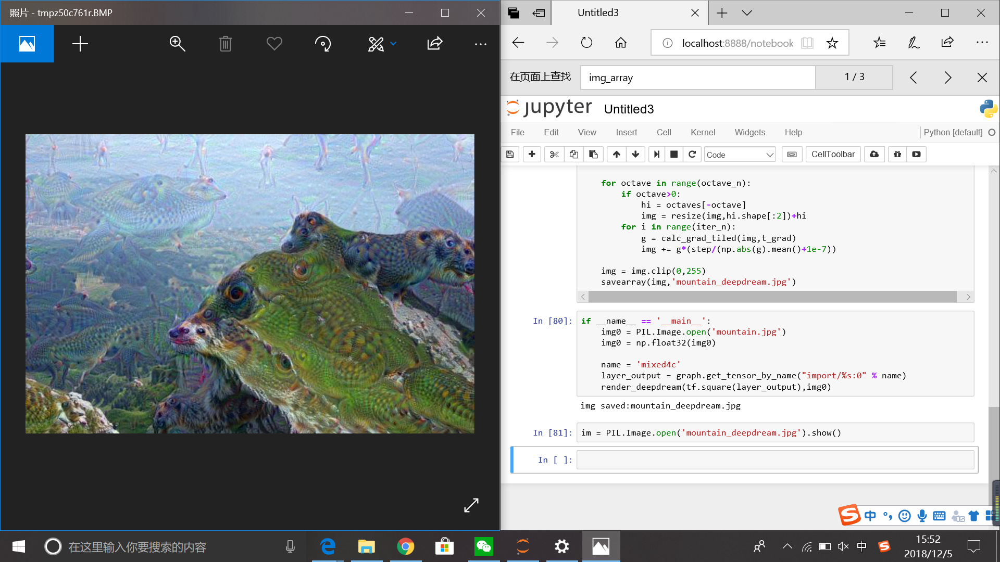 照片 - tmpz50c761r.BMP
Untitled3
localhost:8888/notebook
在页面上查找
img_array
1 / 3
jupyter Untitled3
File Edit View Insert Cell Kernel Widgets Help Python [default]
Code CellToolbar
for octave in range(octave_n):
if octave>0:
hi = octaves[-octave]
img = resize(img,hi.shape[:2])+hi
for i in range(iter_n):
g = calc_grad_tiled(img,t_grad)
img += g*(step/(np.abs(g).mean()+1e-7))
img = img.clip(0,255)
savearray(img,'mountain_deepdream.jpg')
In [80]: if __name__ == '__main__':
img0 = PIL.Image.open('mountain.jpg')
img0 = np.float32(img0)
name = 'mixed4c'
layer_output = graph.get_tensor_by_name("import/%s:0" % name)
render_deepdream(tf.square(layer_output),img0)
img saved:mountain_deepdream.jpg
In [81]: im = PIL.Image.open('mountain_deepdream.jpg').show()
In [ ]:
中
在这里输入你要搜索的内容
中
15:52
2018/12/5